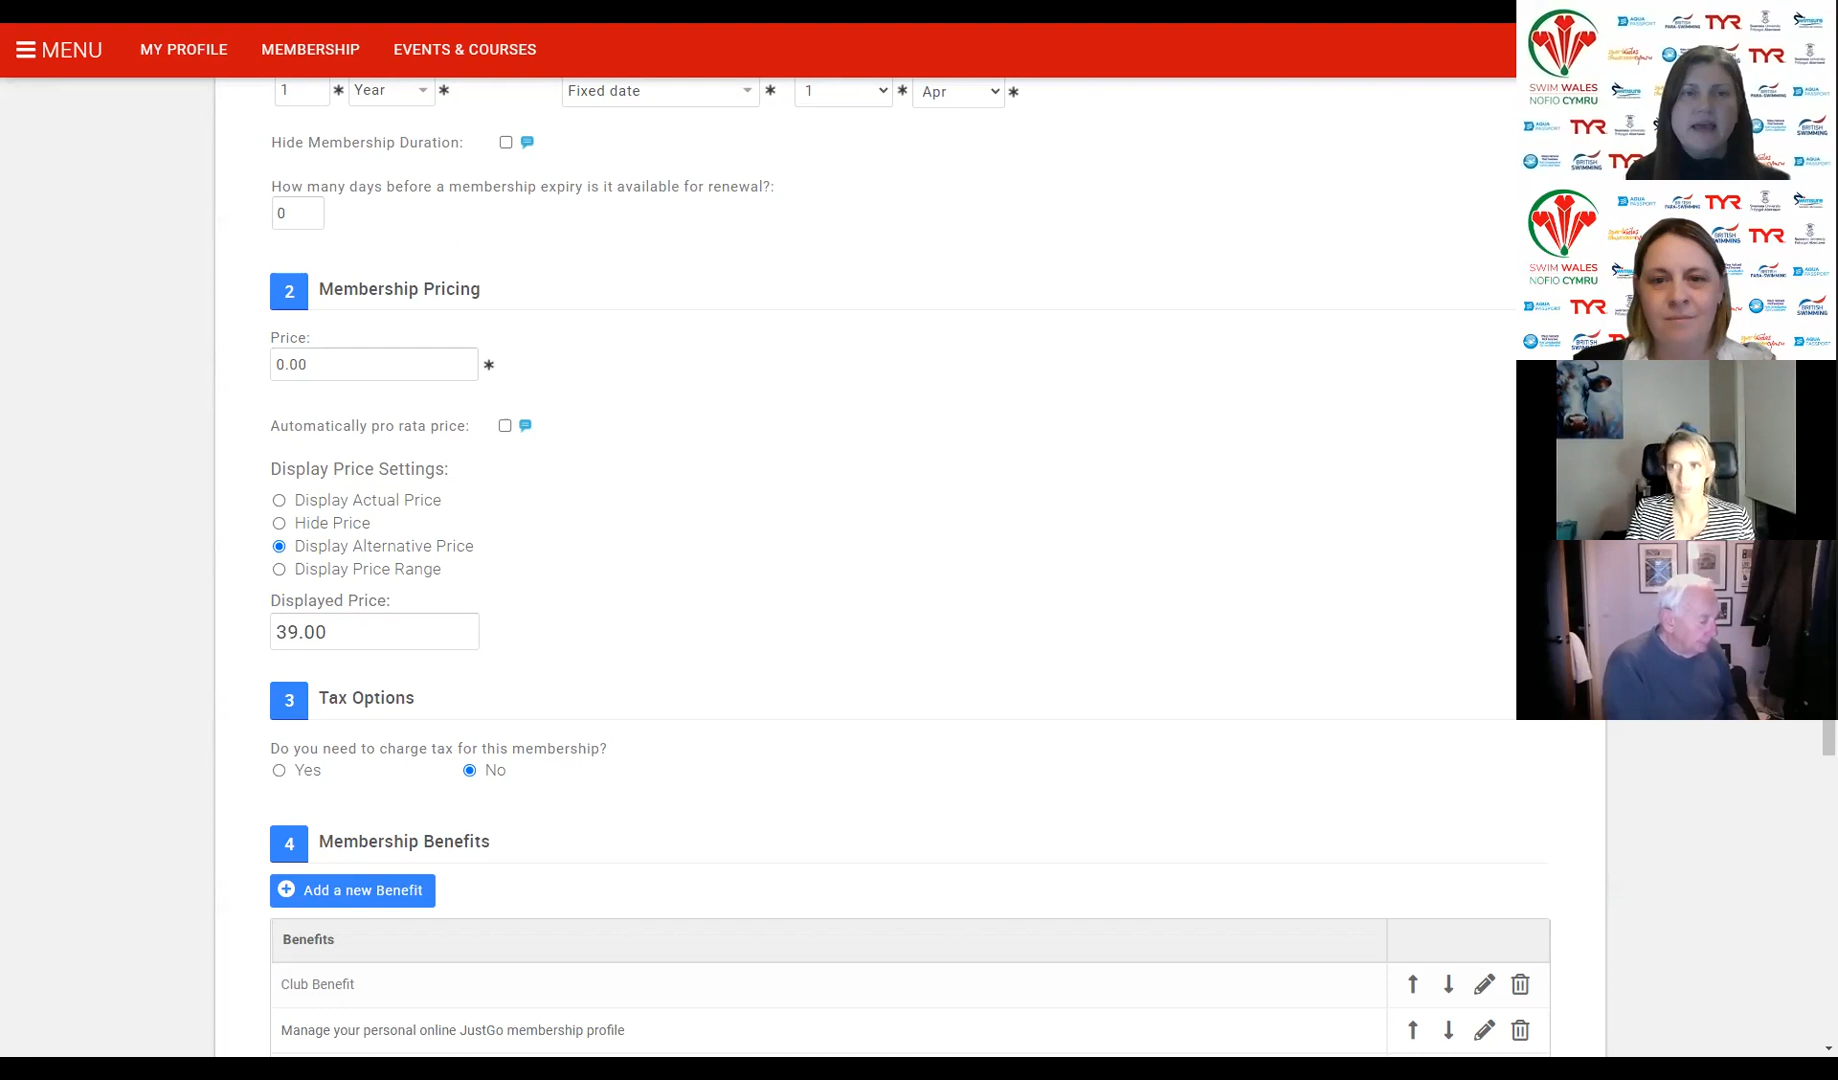 MENU MY PROFILE MEMBERSHIP EVENTS & COURSES
1 * Year * Fixed date * 1 * Apr *
Hide Membership Duration:
How many days before a membership expiry is it available for renewal?:
0
2 Membership Pricing
Price:
0.00 *
Automatically pro rata price:
Display Price Settings:
Display Actual Price
Hide Price
Display Alternative Price
Display Price Range
Displayed Price:
39.00
3 Tax Options
Do you need to charge tax for this membership?
Yes No
4 Membership Benefits
Add a new Benefit
Benefits
Club Benefit
Manage your personal online JustGo membership profile
SWIM WALES
NOFIO CYMRU
AQUA PASSPORT
TYR
BRITISH SWIMMING
SWIM WALES
NOFIO CYMRU
TYR